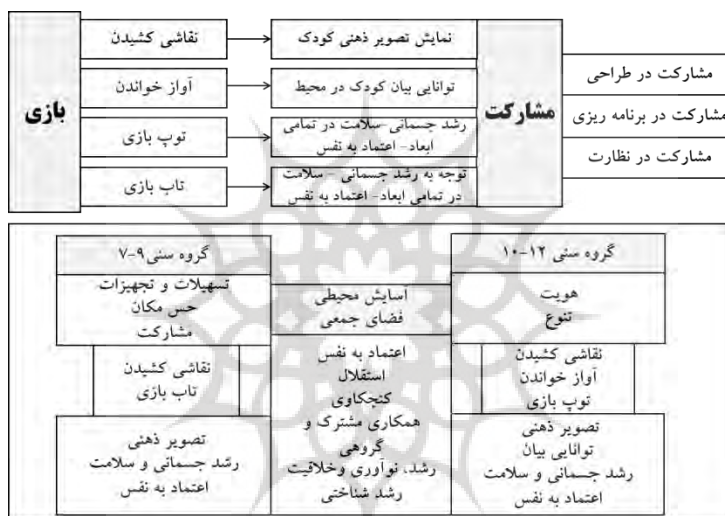 بازی
نقاشی کشیدن
نمایش تصویر ذهنی کودک
آواز خواندن
توانایی بیان کودک در محیط
توپ بازی
رشد جسمانی-سلامت در تمامی
ابعاد- اعتماد به نفس
تاب بازی
توجه به رشد جسمانی - سلامت
در تمامی ابعاد- اعتماد به نفس
مشارکت
مشارکت در طراحی
مشارکت در برنامه ریزی
مشارکت در نظارت
گروه سنی ۱۲-۱۰
هویت
تنوع
نقاشی کشیدن
آواز خواندن
توپ بازی
تصویر ذهنی
توانایی بیان
رشد جسمانی و سلامت
اعتماد به نفس
آسایش محیطی
فضای جمعی
اعتماد به نفس
استقلال
کنجکاوی
همکاری مشترک و
گروهی
رشد، نوآوری وخلاقیت
رشد شناختی
گروه سنی ۹-۷
تسهیلات و تجهیزات
حس مکان
مشارکت
نقاشی کشیدن
تاب بازی
تصویر ذهنی
رشد جسمانی و سلامت
اعتماد به نفس